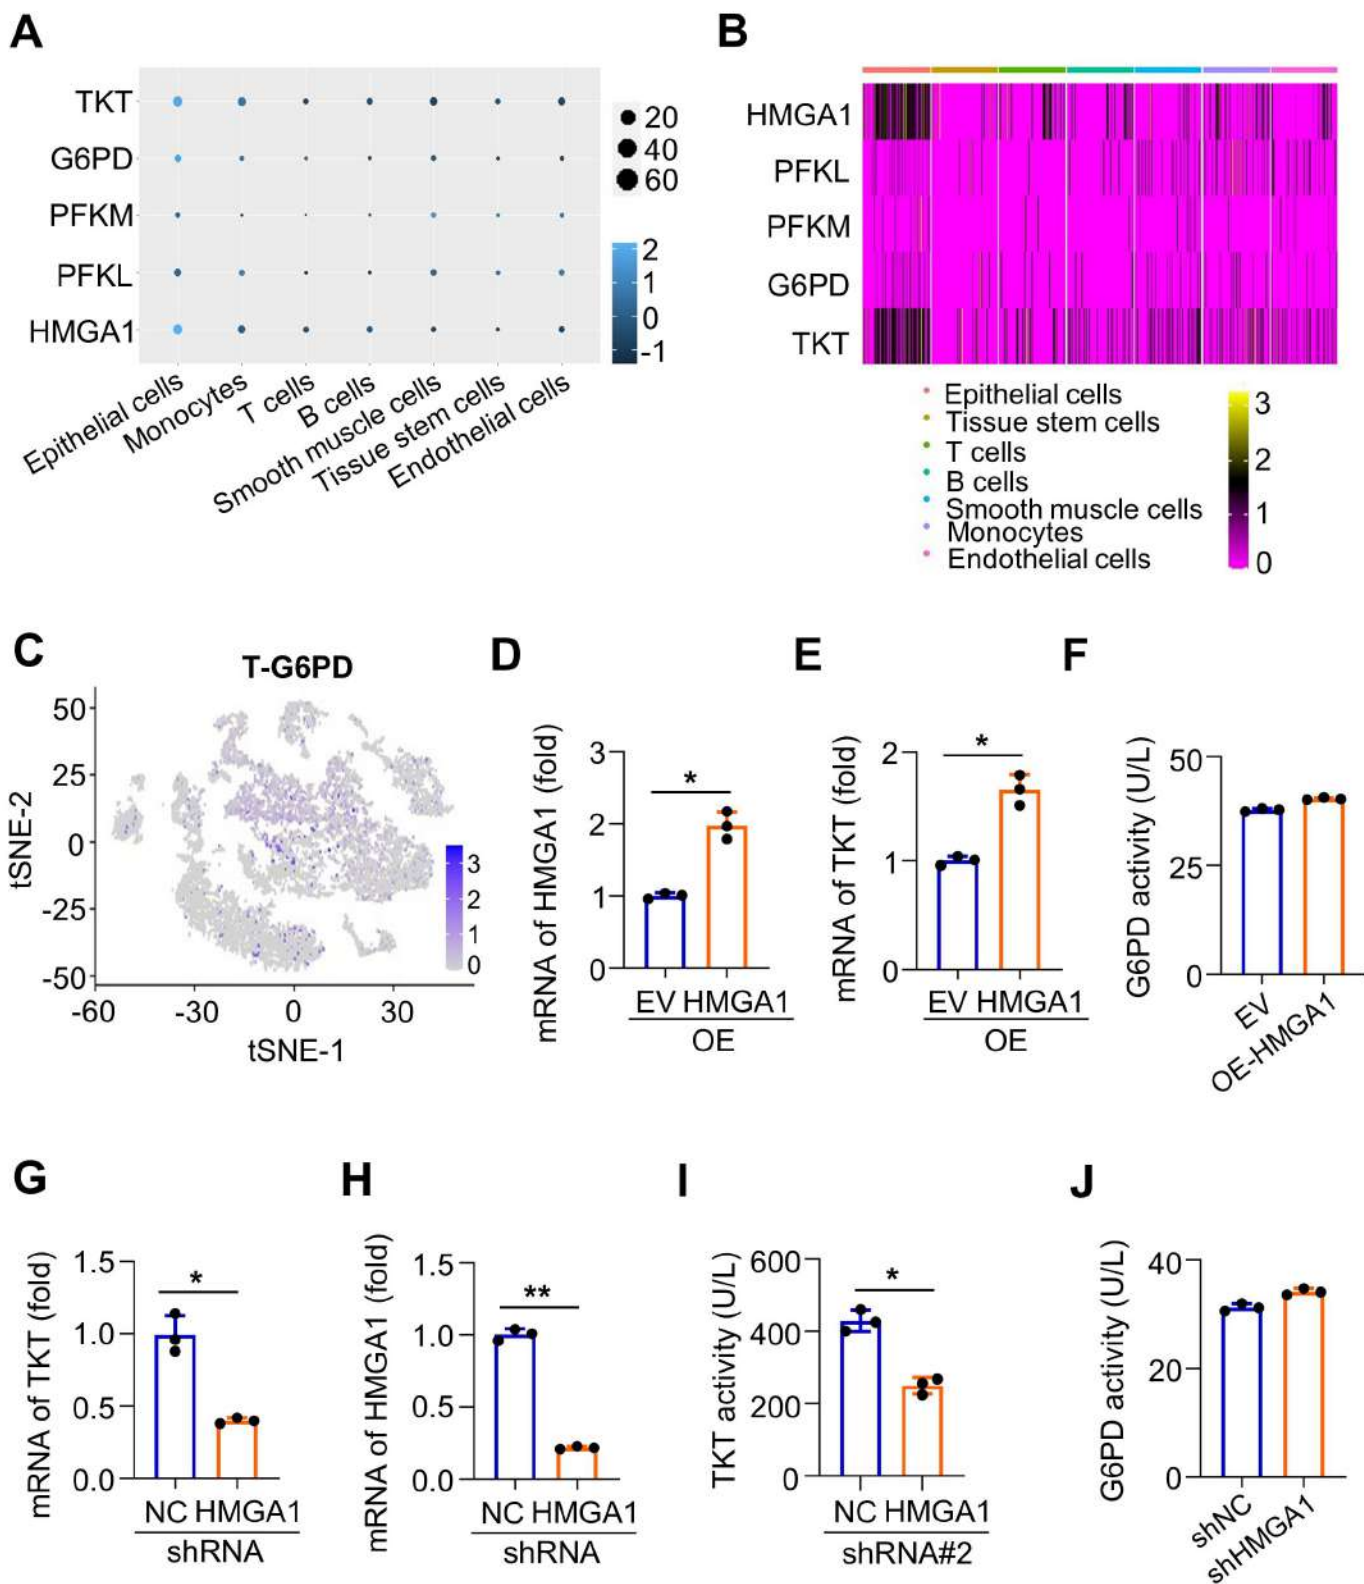 A
TKT
G6PD
PFKM
PFKL
HMGA1
20
40
60
2
1
0
-1
Epithelial cells
Monocytes
T cells
B cells
Smooth muscle cells
Tissue stem cells
Endothelial cells
B
HMGA1
PFKL
PFKM
G6PD
TKT
Epithelial cells
Tissue stem cells
T cells
B cells
Smooth muscle cells
Monocytes
Endothelial cells
3
2
1
0
C
T-G6PD
tSNE-2
50
25
0
-25
-50
-60 -30 0 30
tSNE-1
3
2
1
0
D
mRNA of HMGA1 (fold)
3
2
1
0
*
EV HMGA1
OE
E
mRNA of TKT (fold)
2
1
0
*
EV HMGA1
OE
F
G6PD activity (U/L)
50
25
0
EV
OE-HMGA1
G
mRNA of TKT (fold)
1.5
1.0
0.5
0.0
*
NC HMGA1
shRNA
H
mRNA of HMGA1 (fold)
1.5
1.0
0.5
0.0
**
NC HMGA1
shRNA
I
TKT activity (U/L)
600
400
200
0
*
NC HMGA1
shRNA#2
J
G6PD activity (U/L)
40
20
0
shNC
shHMGA1